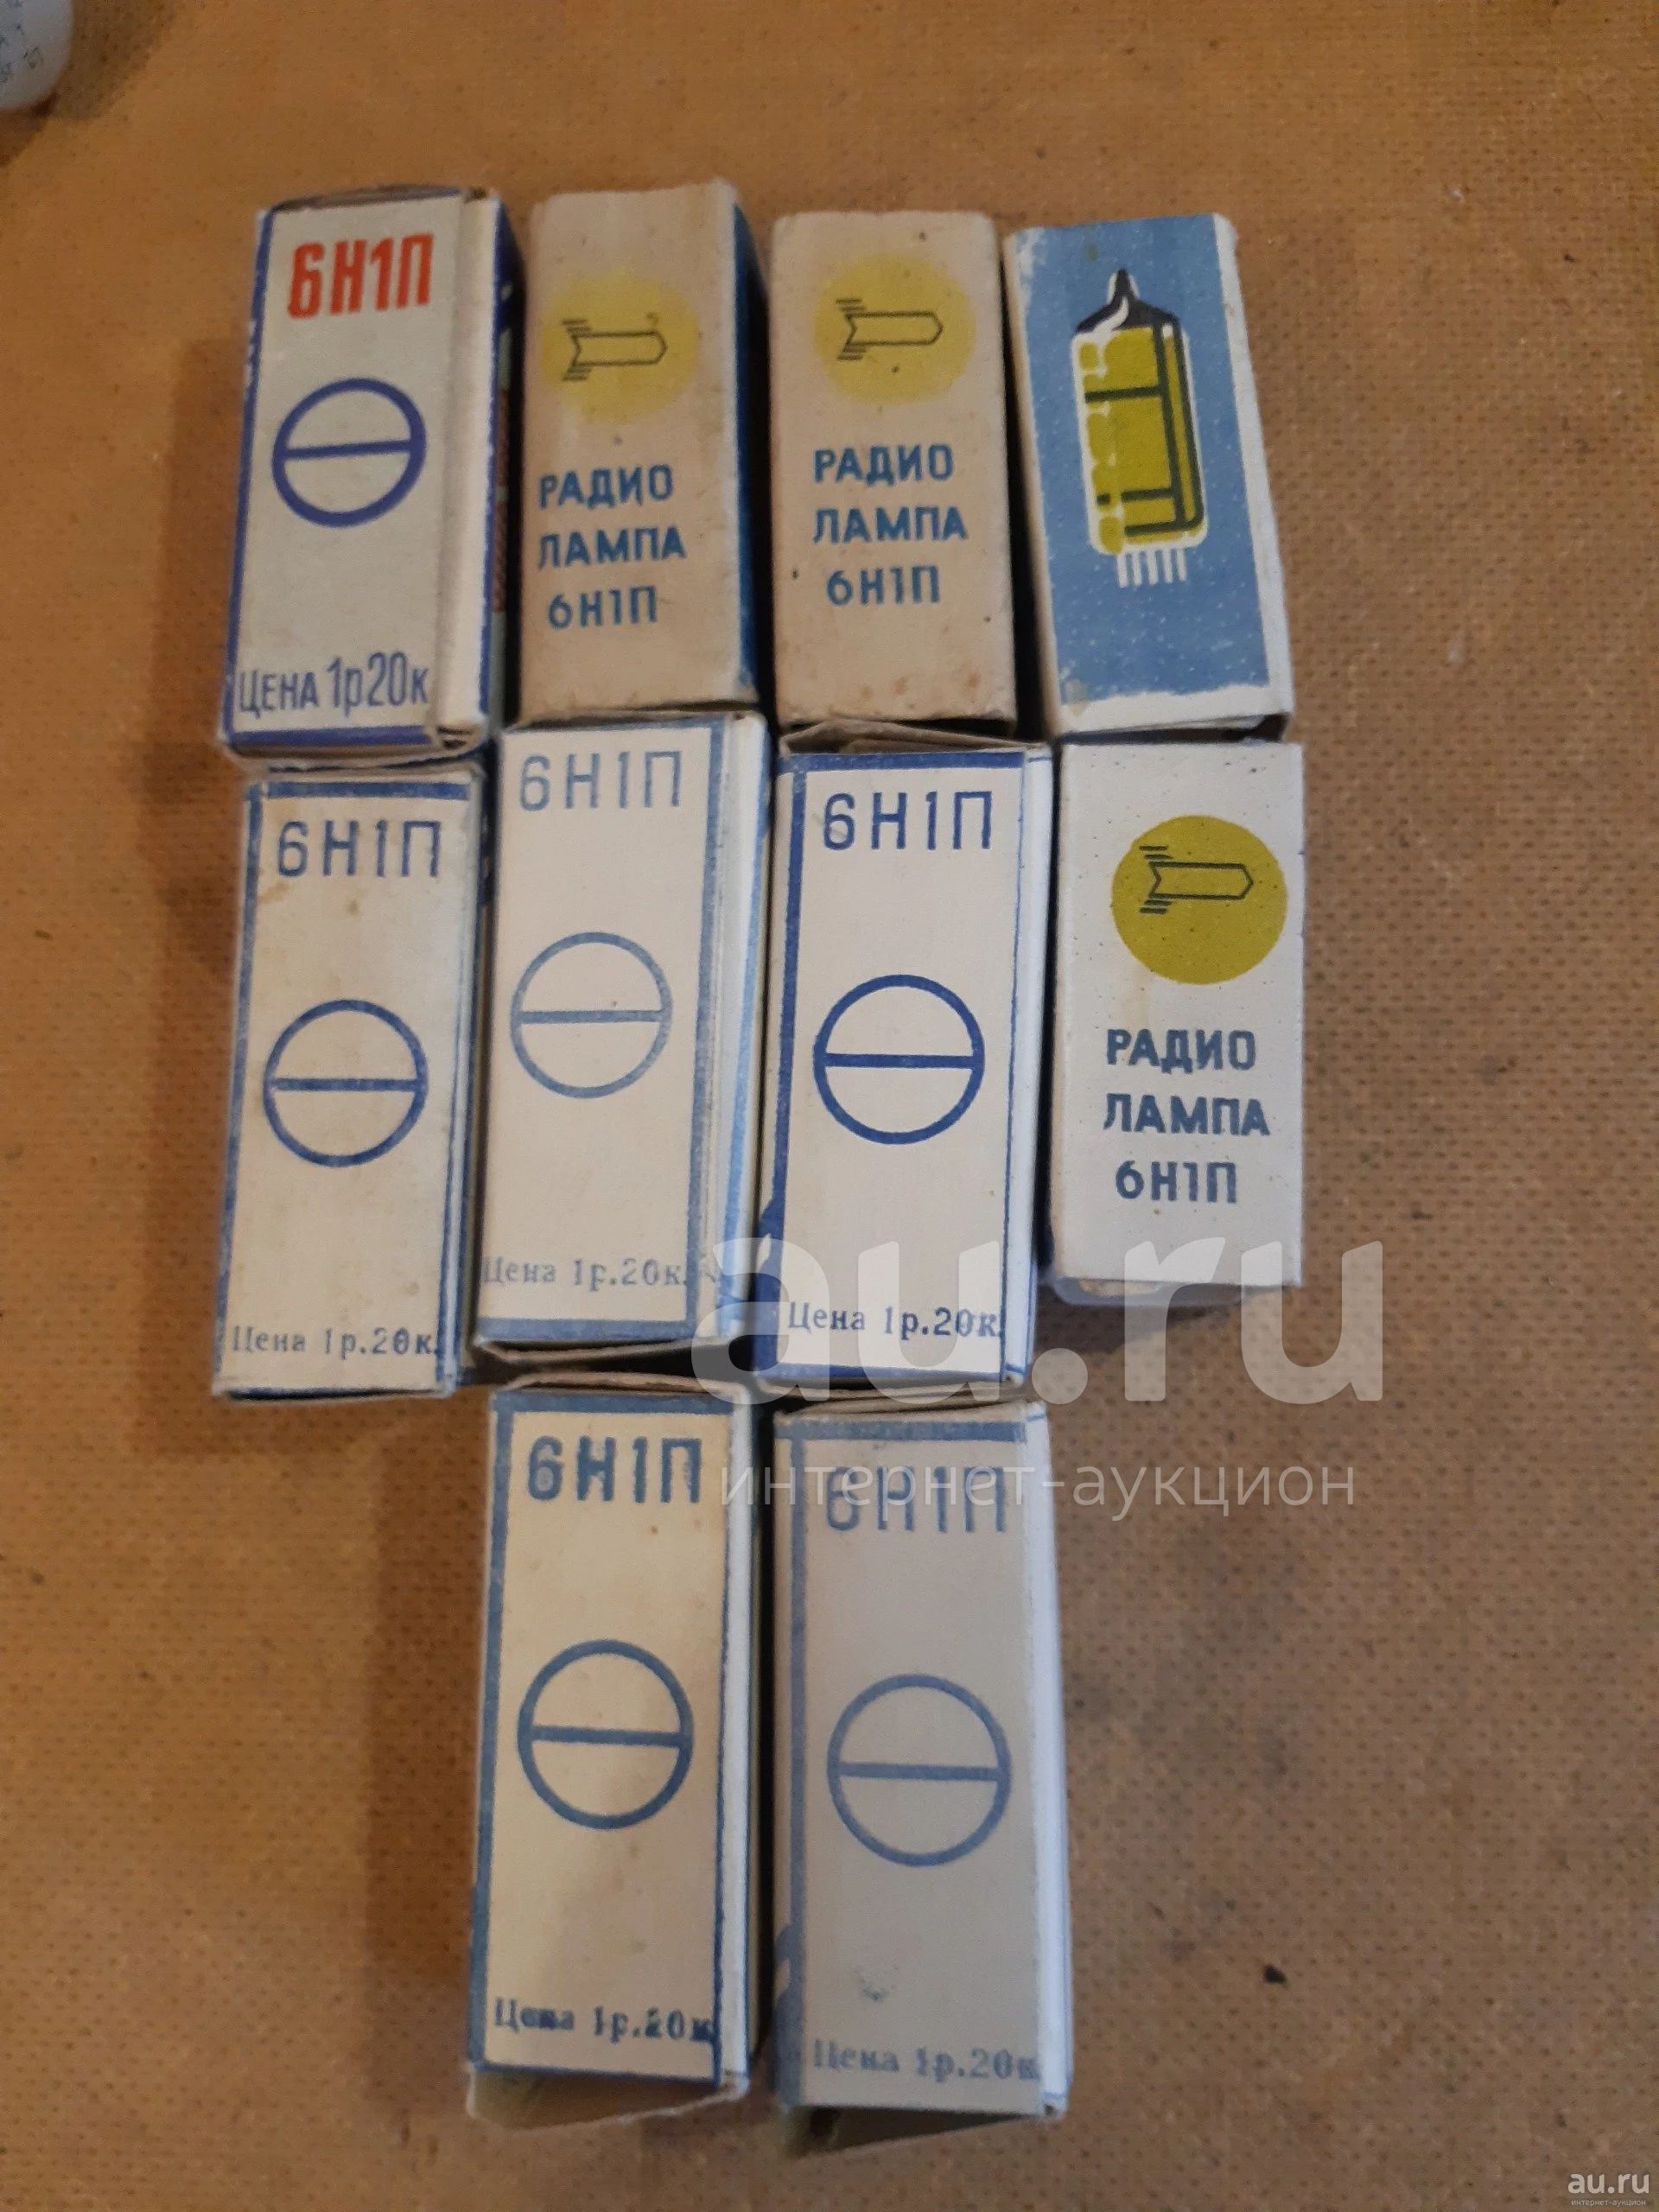 6Н1П
ЦЕНА 1р20к
РАДИО
ЛАМПА
6Н1П
РАДИО
ЛАМПА
6Н1П
6Н1П
Цена 1р.20к.
6Н1П
Цена 1р.20к.
6Н1П
Цена 1р.20к.
РАДИО
ЛАМПА
6Н1П
6Н1П
Цена 1р.20к
6Н1П
Цена 1р.20к.
au.ru
интернет-аукцион
au.ru
интернет-аукцион